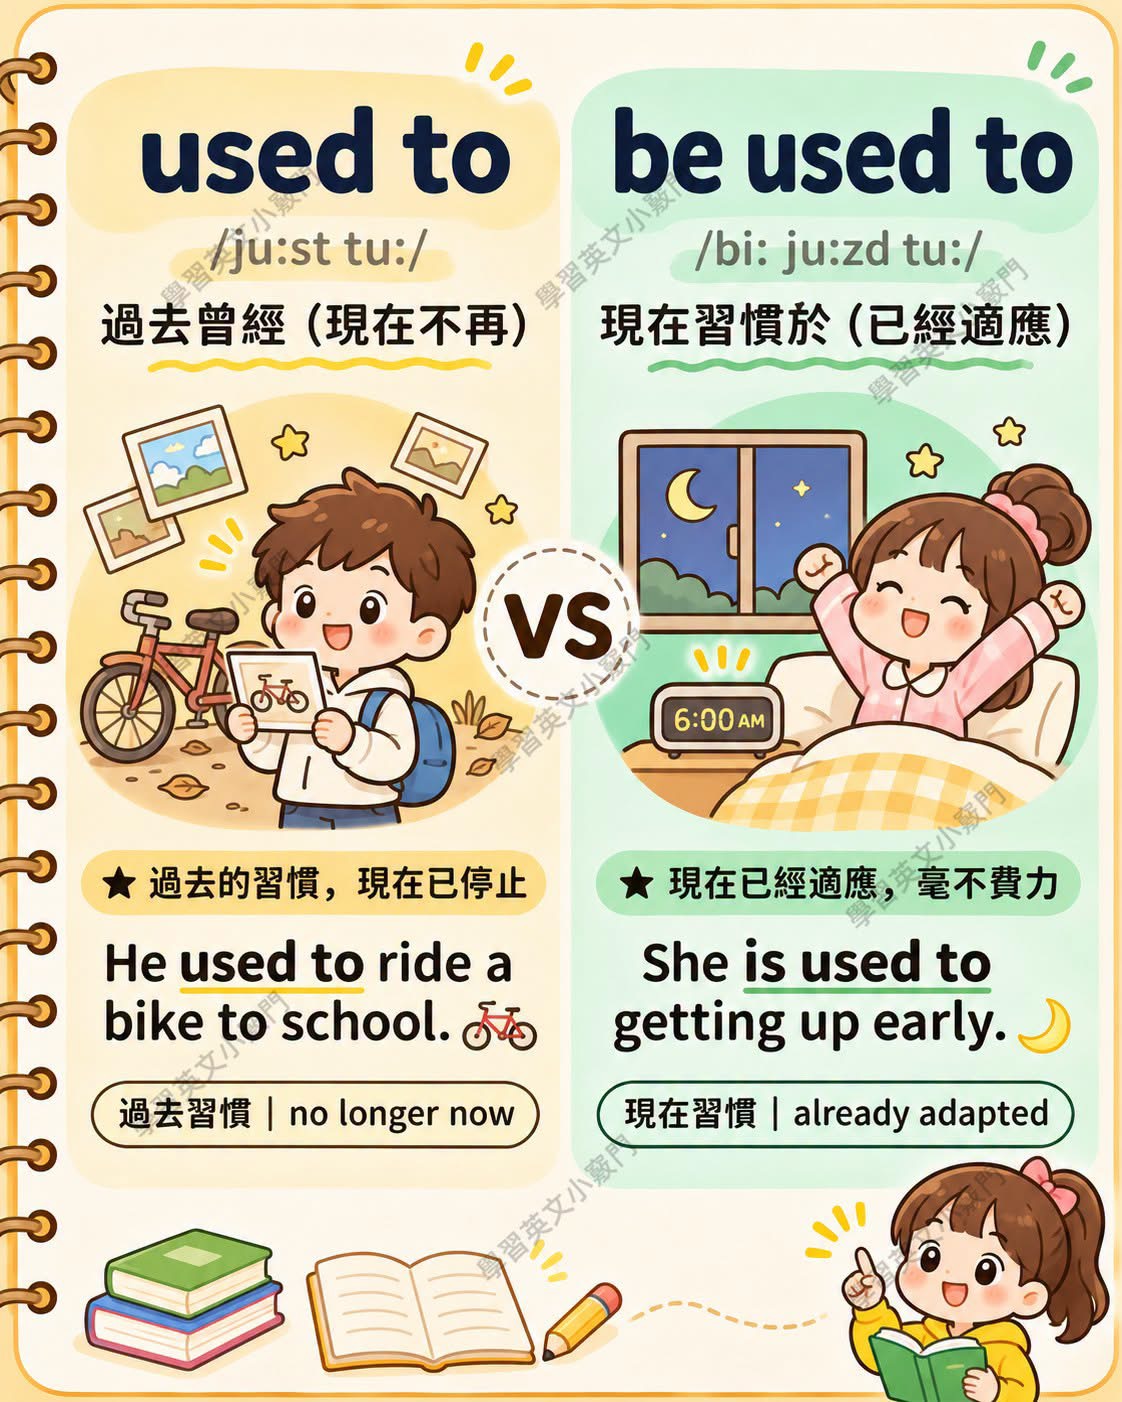 used to
/ju:st tu:/
過去曾經 (現在不再)
be used to
/bi: ju:zd tu:/
現在習慣於 (已經適應)
VS
6:00 AM
★ 過去的習慣，現在已停止
He used to ride a
bike to school.
過去習慣 | no longer now
★ 現在已經適應，毫不費力
She is used to
getting up early.
現在習慣 | already adapted
學習英文小竅門